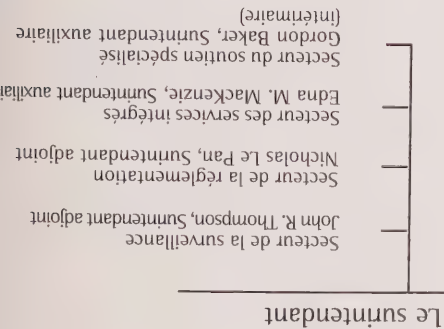 Le surintendant
Secteur de la surveillance
John R. Thompson, Surintendant adjoint
Secteur de la réglementation
Nicholas Le Pan, Surintendant adjoint
Secteur des services intégrés
Edna M. MacKenzie, Surintendant auxiliai
Secteur du soutien spécialisé
Gordon Baker, Surintendant auxiliaire
(intérimaire)